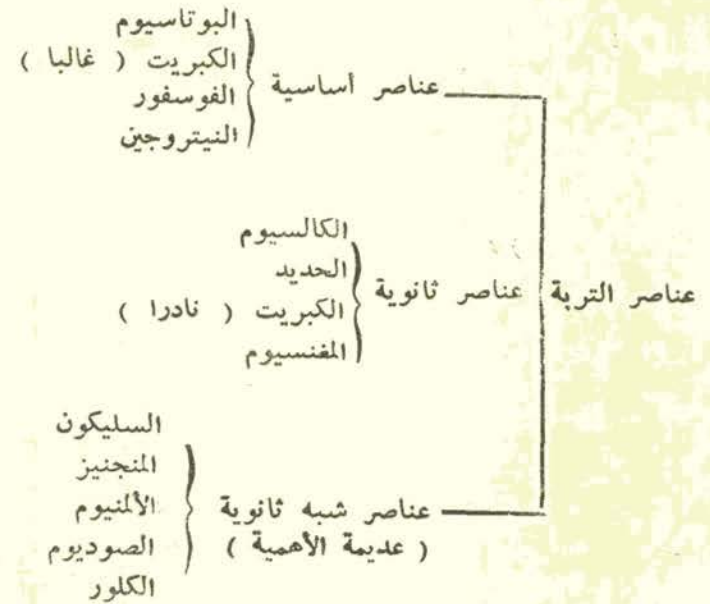 البوتاسيوم
الكبريت ( غالبا )
عناصر أساسية
الفوسفور
النيتروجين
الكالسيوم
الحديد
عناصر التربة
عناصر ثانوية
الكبريت ( نادرا )
المغنسيوم
السليكون
المنجنيز
عناصر شبه ثانوية
( عديمة الأهمية )
الألمنيوم
الصوديوم
الكلور